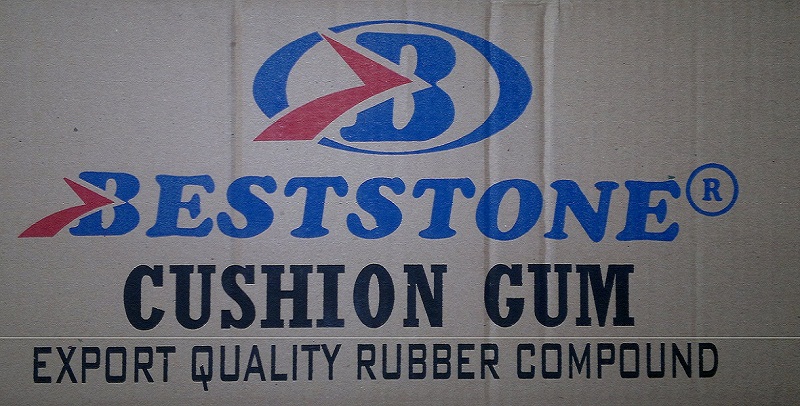 B
BESTSTONE ®
CUSHION GUM
EXPORT QUALITY RUBBER COMPOUND